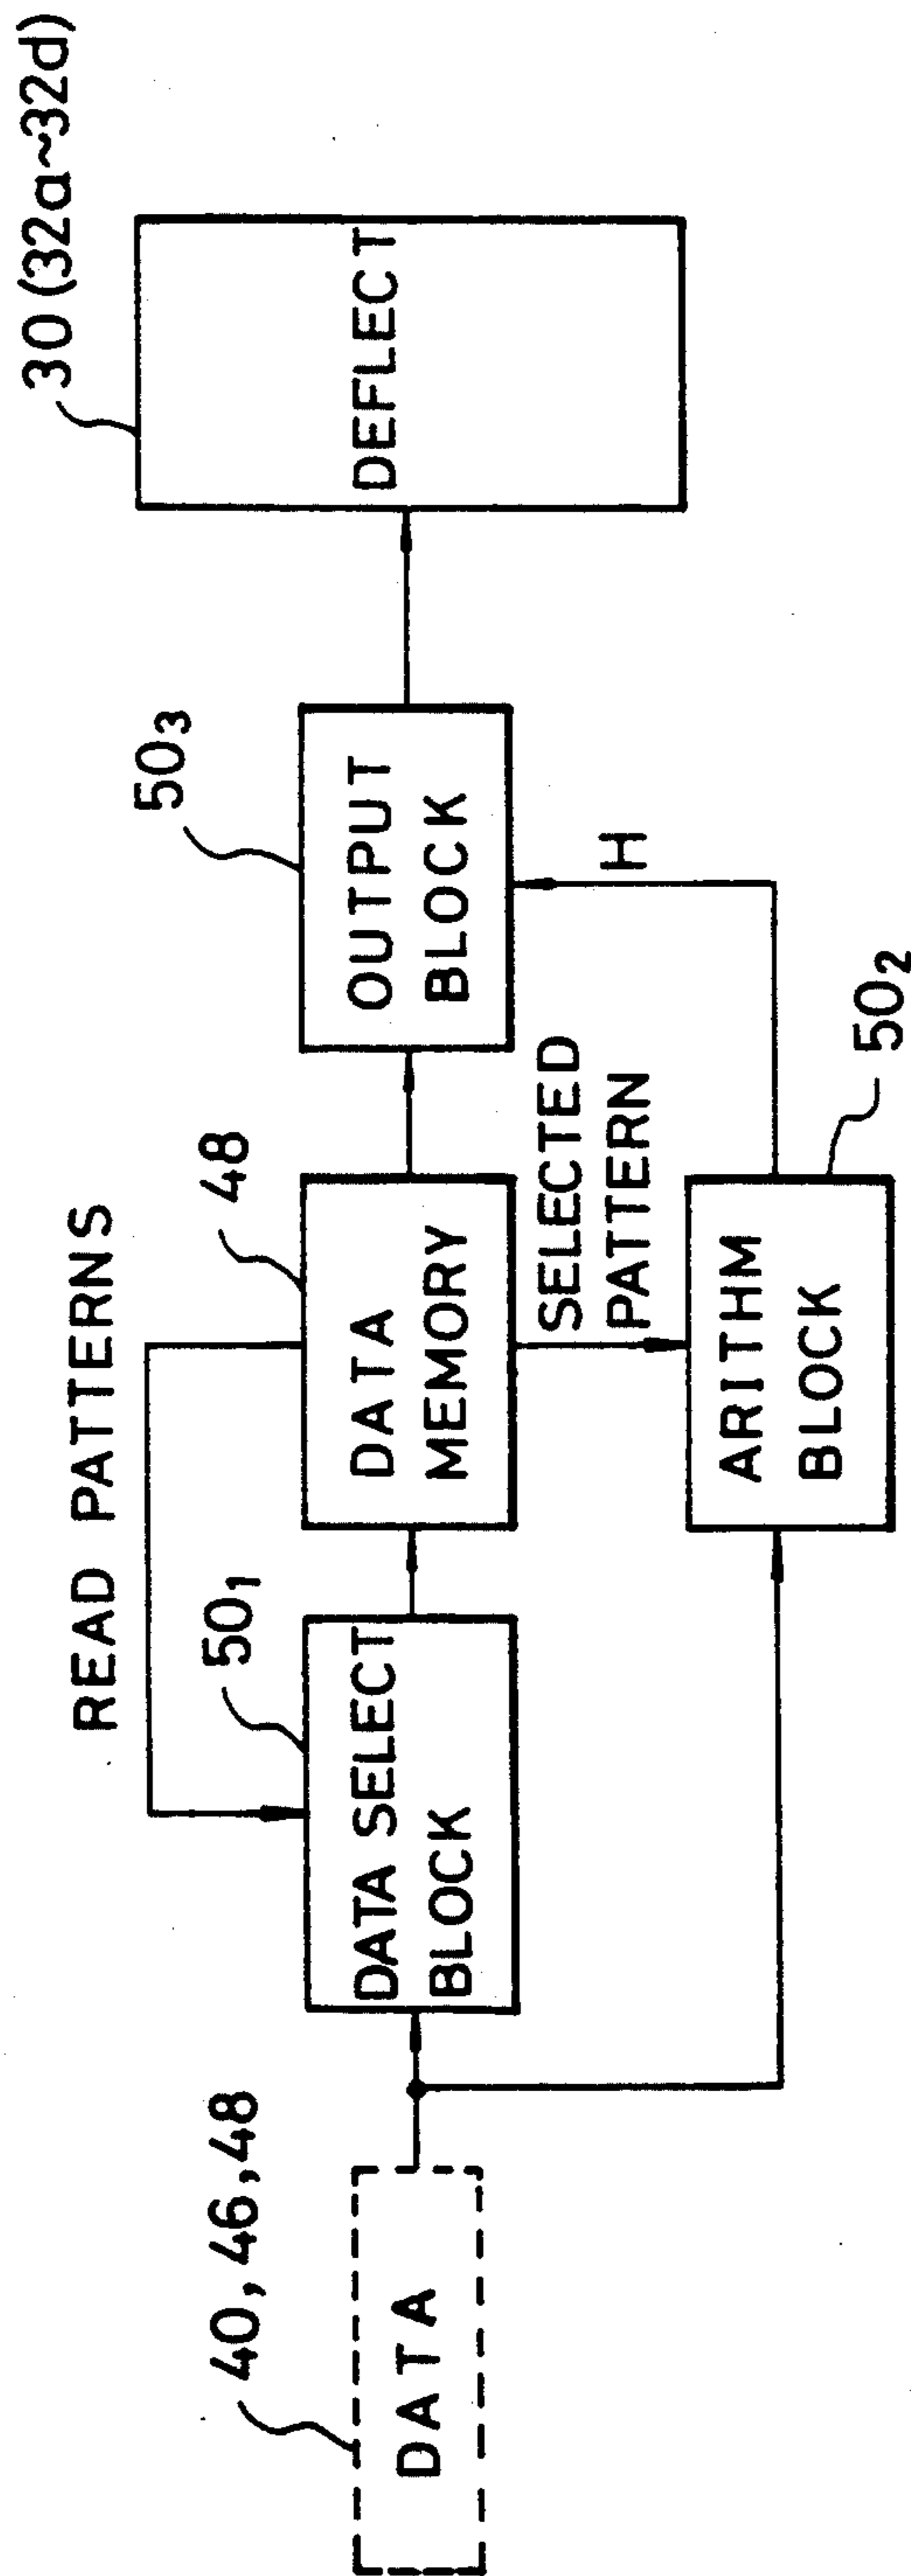 40, 46, 48
DATA
READ PATTERNS
50₁
DATA SELECT
BLOCK
48
DATA
MEMORY
SELECTED
PATTERN
ARITHM
BLOCK
50₂
H
50₃
OUTPUT
BLOCK
30 (32a~32d)
DEFLECT